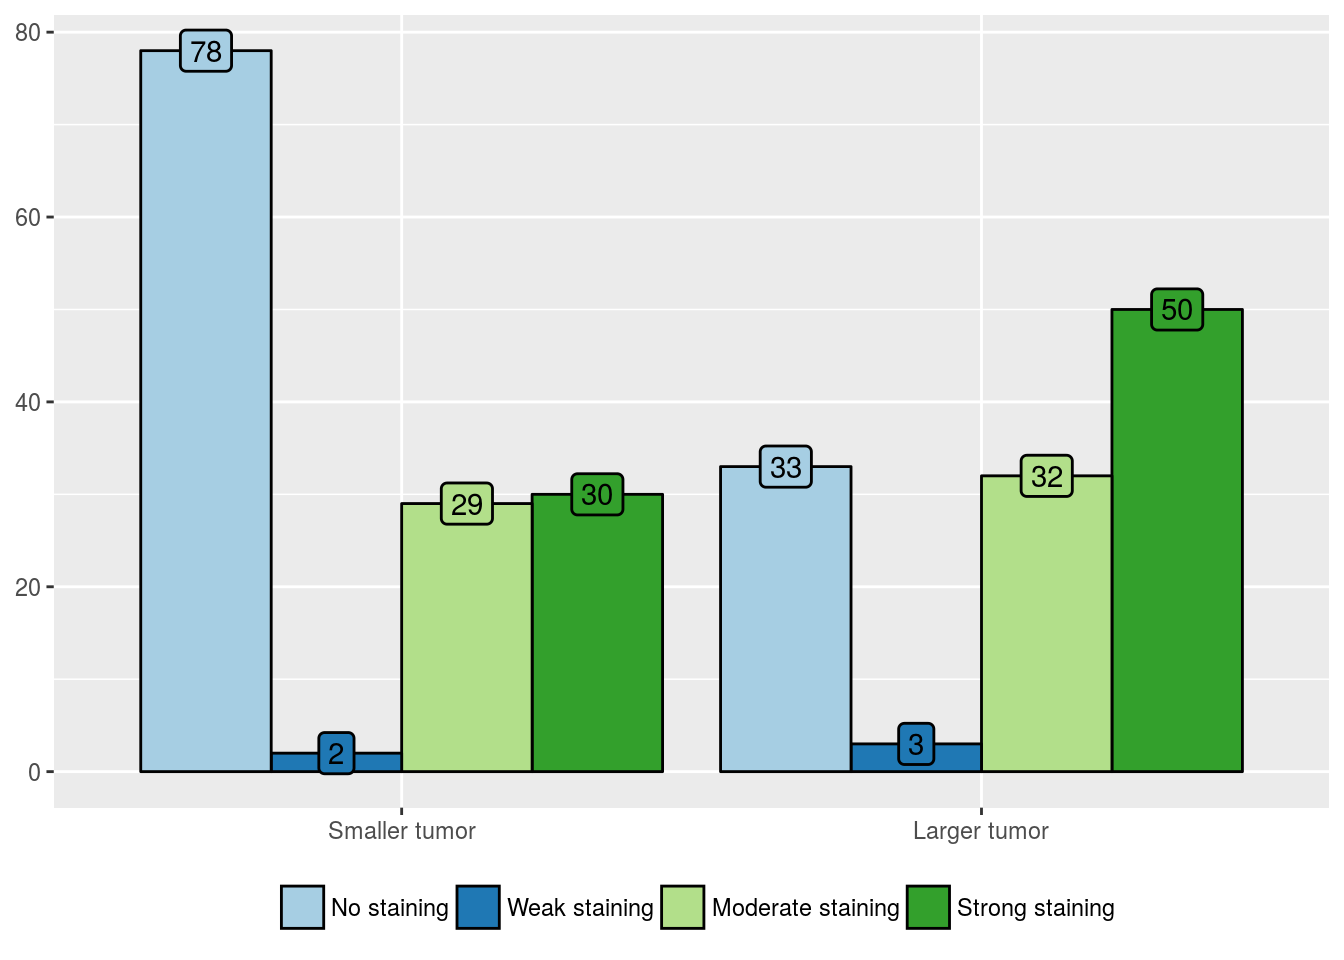 80
60
40
20
0
78
2
29
30
33
3
32
50
Smaller tumor
Larger tumor
No staining
Weak staining
Moderate staining
Strong staining